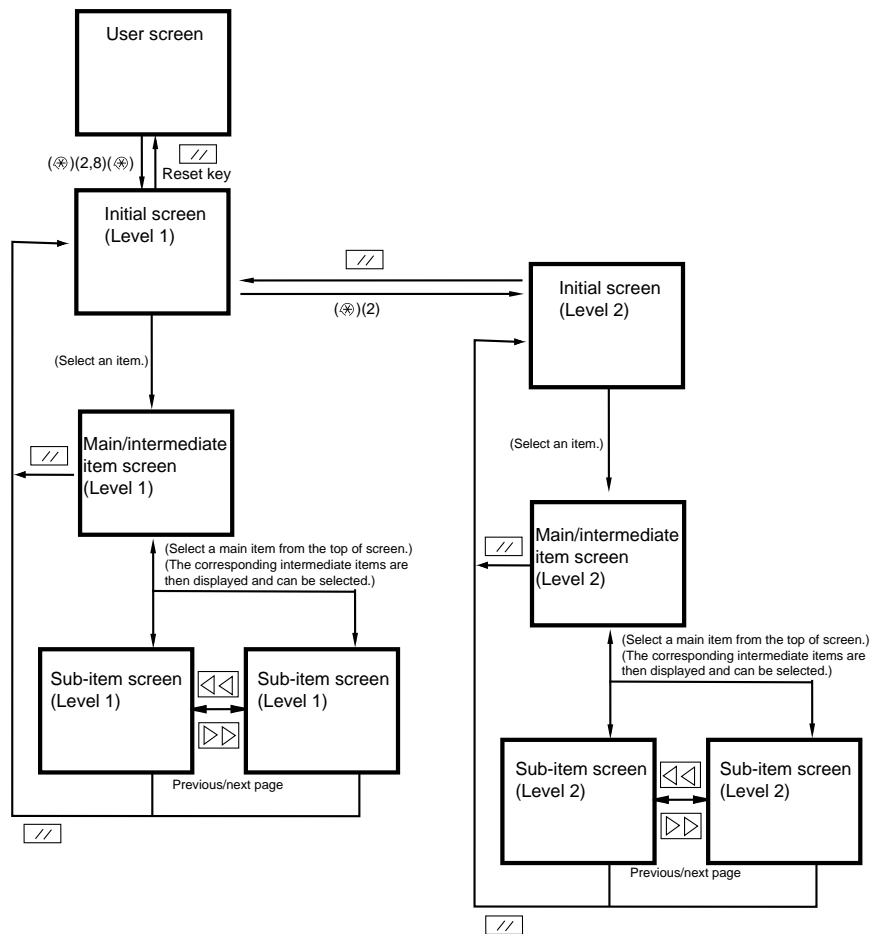 User screen
(⛞)(2,8)(⛞)
Reset key
Initial screen
(Level 1)
(⛞)(2)
Initial screen
(Level 2)
(Select an item.)
Main/intermediate
item screen
(Level 1)
(Select an item.)
Main/intermediate
item screen
(Level 2)
(Select a main item from the top of screen.)
(The corresponding intermediate items are
then displayed and can be selected.)
(Select a main item from the top of screen.)
(The corresponding intermediate items are
then displayed and can be selected.)
Sub-item screen
(Level 1)
Sub-item screen
(Level 1)
Previous/next page
Sub-item screen
(Level 2)
Sub-item screen
(Level 2)
Previous/next page